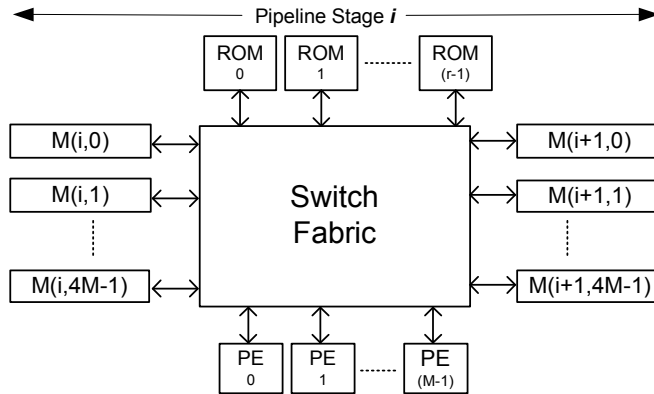 Pipeline Stage i
ROM ROM ROM
0 1 (r-1)
M(i,0) M(i+1,0)
M(i,1) M(i+1,1)
Switch
Fabric
M(i,4M-1) M(i+1,4M-1)
PE PE PE
0 1 (M-1)